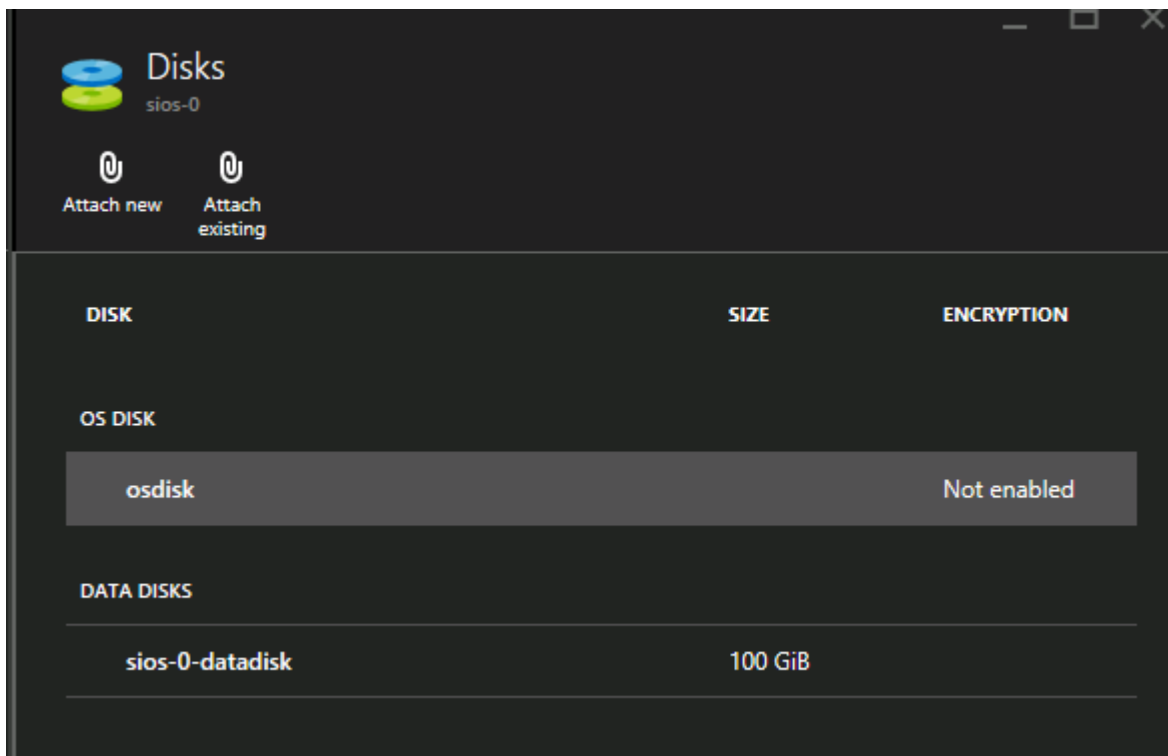 Disks
sios-0
Attach new
Attach
existing
DISK SIZE ENCRYPTION
OS DISK
osdisk Not enabled
DATA DISKS
sios-0-datadisk 100 GiB